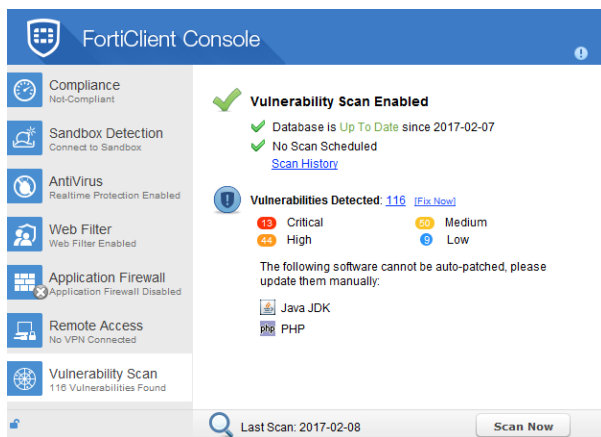 FortiClient Console
Compliance
Not-Compliant
Sandbox Detection
Connect to Sandbox
AntiVirus
Realtime Protection Enabled
Web Filter
Web Filter Enabled
Application Firewall
Application Firewall Disabled
Remote Access
No VPN Connected
Vulnerability Scan
116 Vulnerabilities Found
Vulnerability Scan Enabled
Database is Up To Date since 2017-02-07
No Scan Scheduled
Scan History
Vulnerabilities Detected: 116 [Fix Now]
13 Critical 50 Medium
44 High 9 Low
The following software cannot be auto-patched, please
update them manually:
Java JDK
php PHP
Last Scan: 2017-02-08 Scan Now